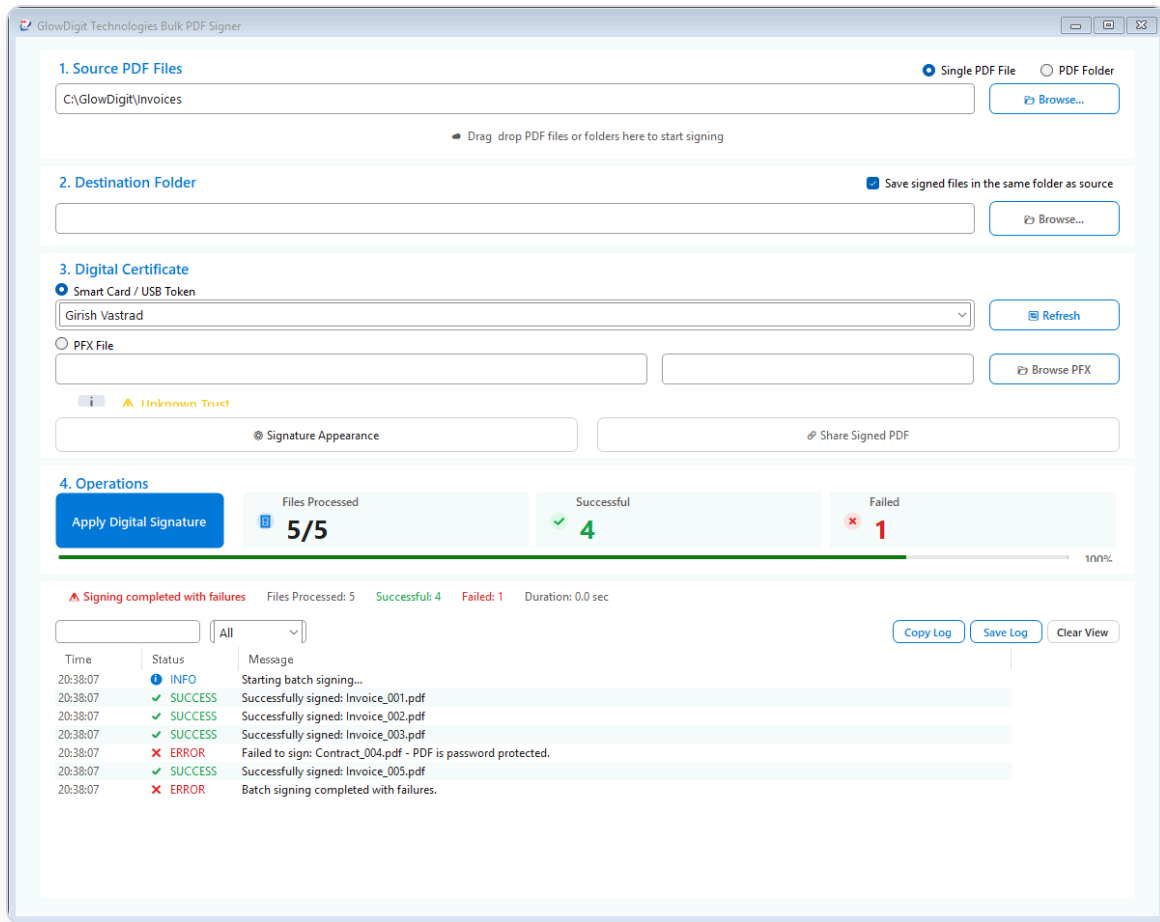 GlowDigit Technologies Bulk PDF Signer
1. Source PDF Files
Single PDF File PDF Folder
C:\GlowDigit\Invoices
Browse...
Drag drop PDF files or folders here to start signing
2. Destination Folder
Save signed files in the same folder as source
Browse...
3. Digital Certificate
Smart Card / USB Token
Girish Vastrad
Refresh
PFX File
Browse PFX
i Unknown Trust
Signature Appearance
Share Signed PDF
4. Operations
Apply Digital Signature
Files Processed
5/5
Successful
4
Failed
1
100%
Signing completed with failures Files Processed: 5 Successful: 4 Failed: 1 Duration: 0.0 sec
All
Copy Log Save Log Clear View
Time Status Message
20:38:07 INFO Starting batch signing...
20:38:07 SUCCESS Successfully signed: Invoice_001.pdf
20:38:07 SUCCESS Successfully signed: Invoice_002.pdf
20:38:07 SUCCESS Successfully signed: Invoice_003.pdf
20:38:07 ERROR Failed to sign: Contract_004.pdf - PDF is password protected.
20:38:07 SUCCESS Successfully signed: Invoice_005.pdf
20:38:07 ERROR Batch signing completed with failures.